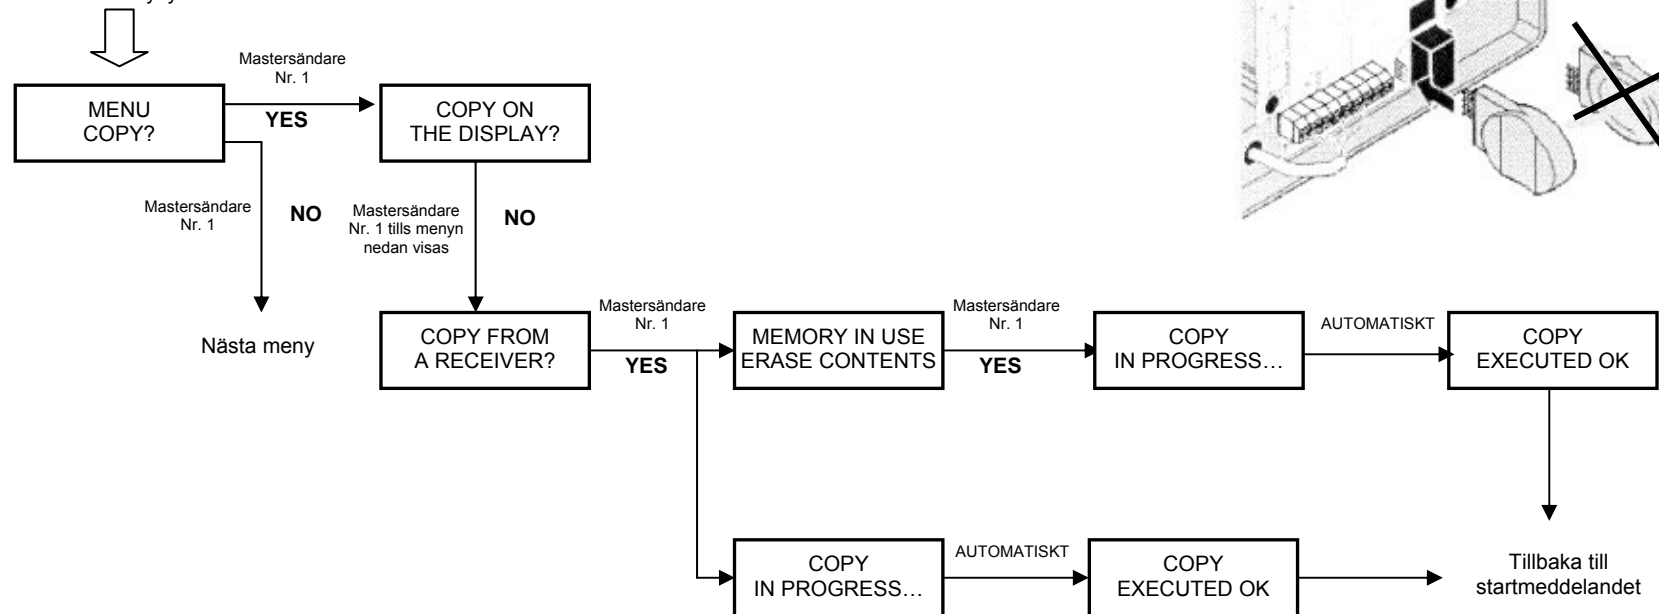 Mastersändare
Nr. 1
MENU
COPY?
YES
COPY ON
THE DISPLAY?
Mastersändare
Nr. 1
NO
Mastersändare
Nr. 1 tills menyn
nedan visas
NO
Nästa meny
COPY FROM
A RECEIVER?
Mastersändare
Nr. 1
YES
MEMORY IN USE
ERASE CONTENTS
Mastersändare
Nr. 1
YES
COPY
IN PROGRESS…
AUTOMATISKT
COPY
EXECUTED OK
COPY
IN PROGRESS…
AUTOMATISKT
COPY
EXECUTED OK
Tillbaka till
startmeddelandet